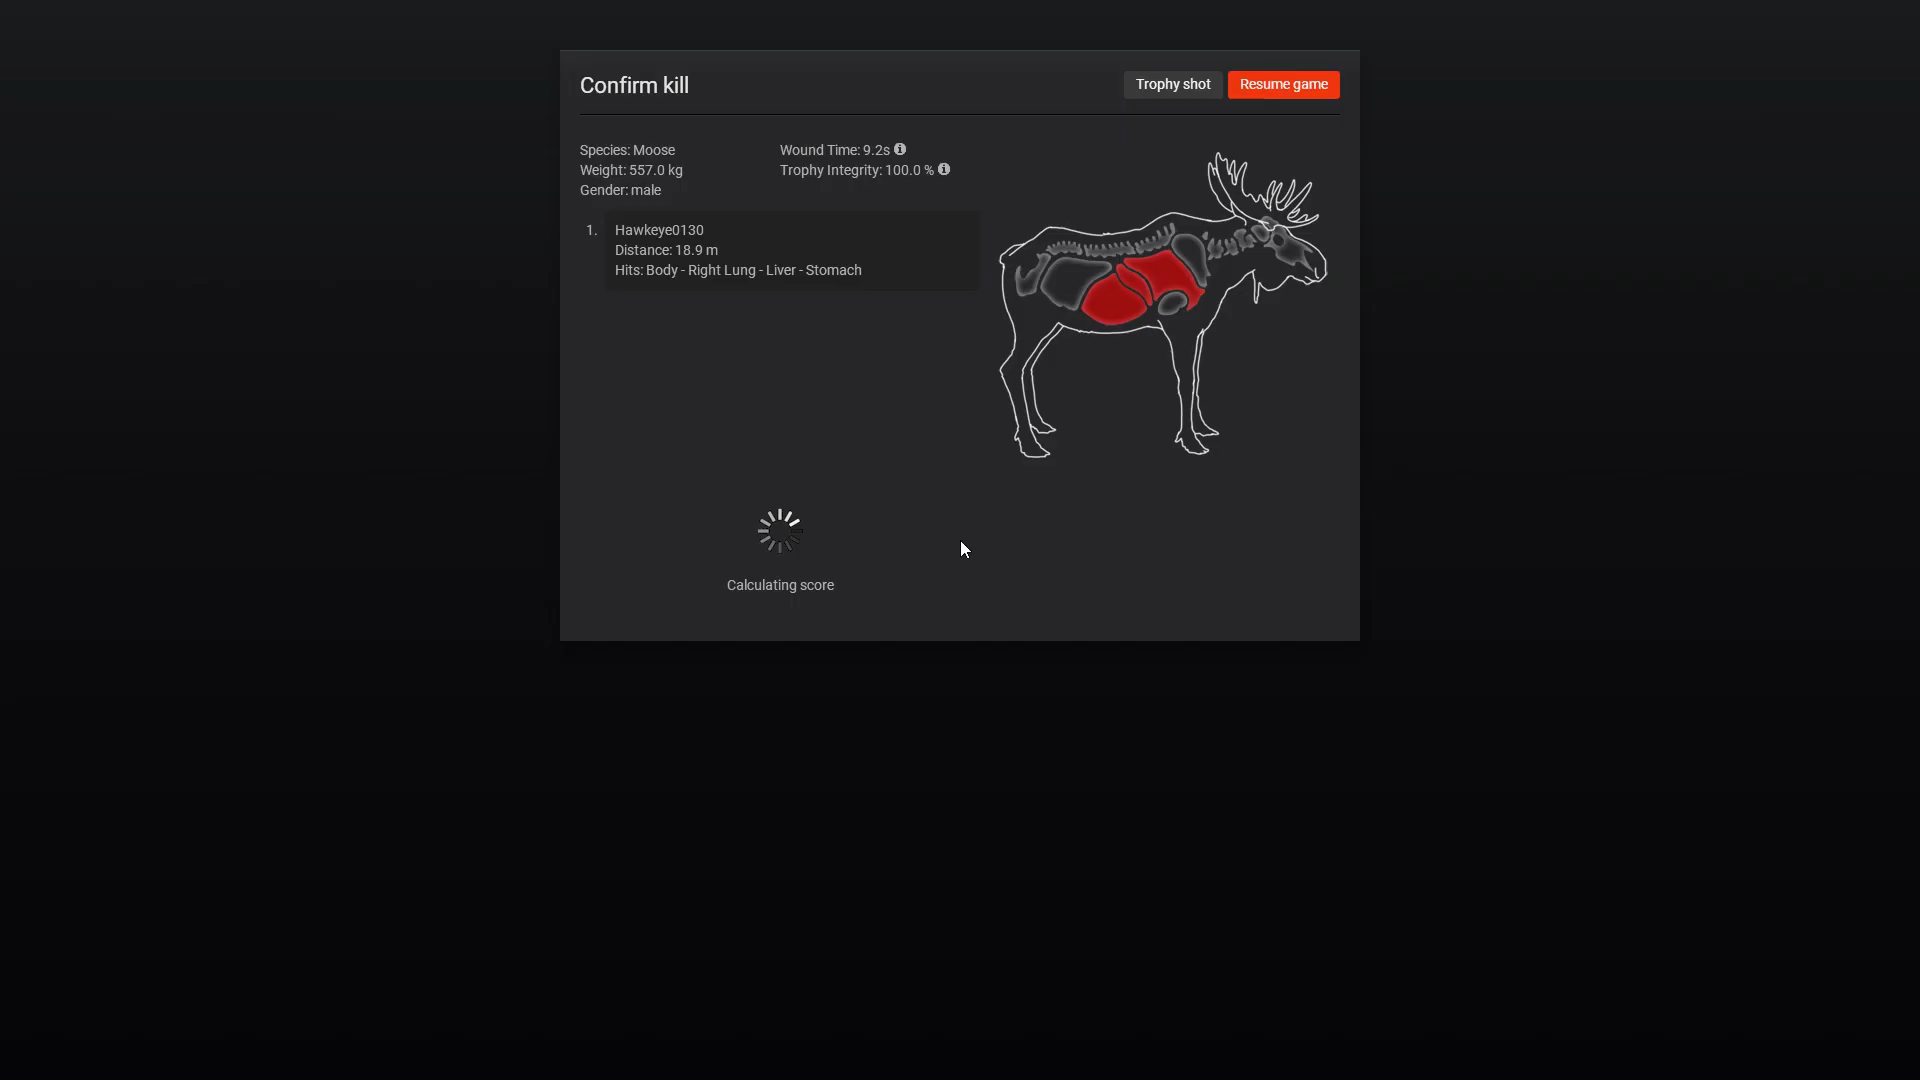 Confirm kill
Trophy shot
Resume game
Species: Moose
Weight: 557.0 kg
Gender: male
Wound Time: 9.2s
Trophy Integrity: 100.0 %
1.
Hawkeye0130
Distance: 18.9 m
Hits: Body - Right Lung - Liver - Stomach
Calculating score